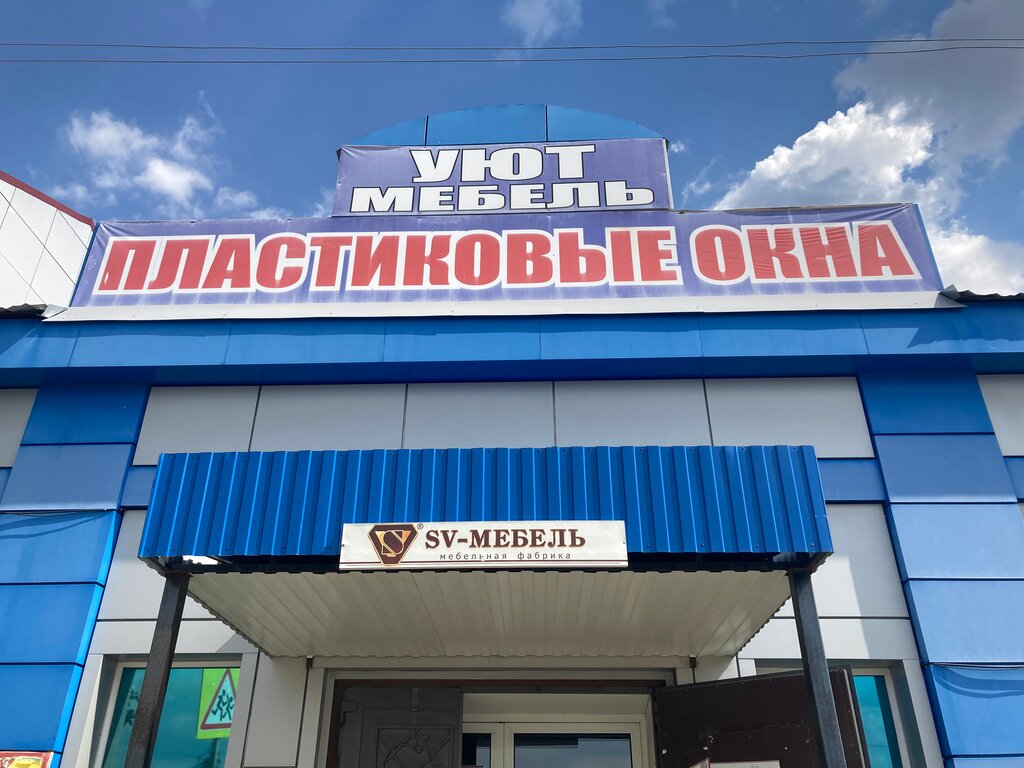 УЮТ
МЕБЕЛЬ
ПЛАСТИКОВЫЕ ОКНА
SV-МЕБЕЛЬ
мебельная фабрика